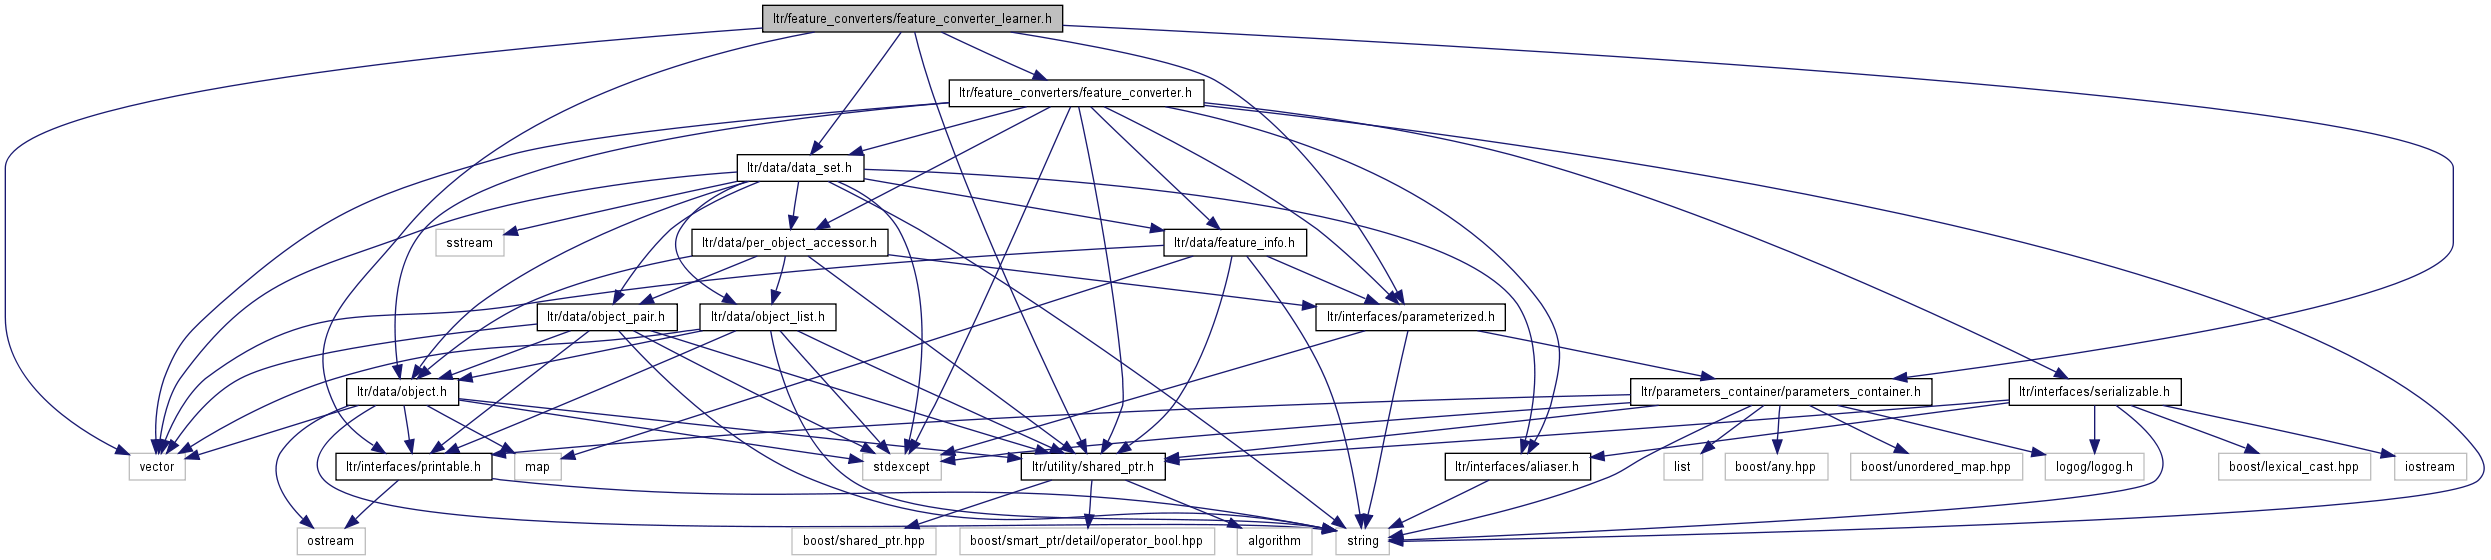 ltr/feature_converters/feature_converter_learner.h
ltr/feature_converters/feature_converter.h
ltr/data/data_set.h
sstream
ltr/data/per_object_accessor.h
ltr/data/feature_info.h
ltr/data/object_pair.h
ltr/data/object_list.h
ltr/interfaces/parameterized.h
ltr/data/object.h
ltr/parameters_container/parameters_container.h
ltr/interfaces/serializable.h
vector
ltr/interfaces/printable.h
map
stdexcept
ltr/utility/shared_ptr.h
ltr/interfaces/aliaser.h
list
boost/any.hpp
boost/unordered_map.hpp
logog/logog.h
boost/lexical_cast.hpp
iostream
ostream
boost/shared_ptr.hpp
boost/smart_ptr/detail/operator_bool.hpp
algorithm
string